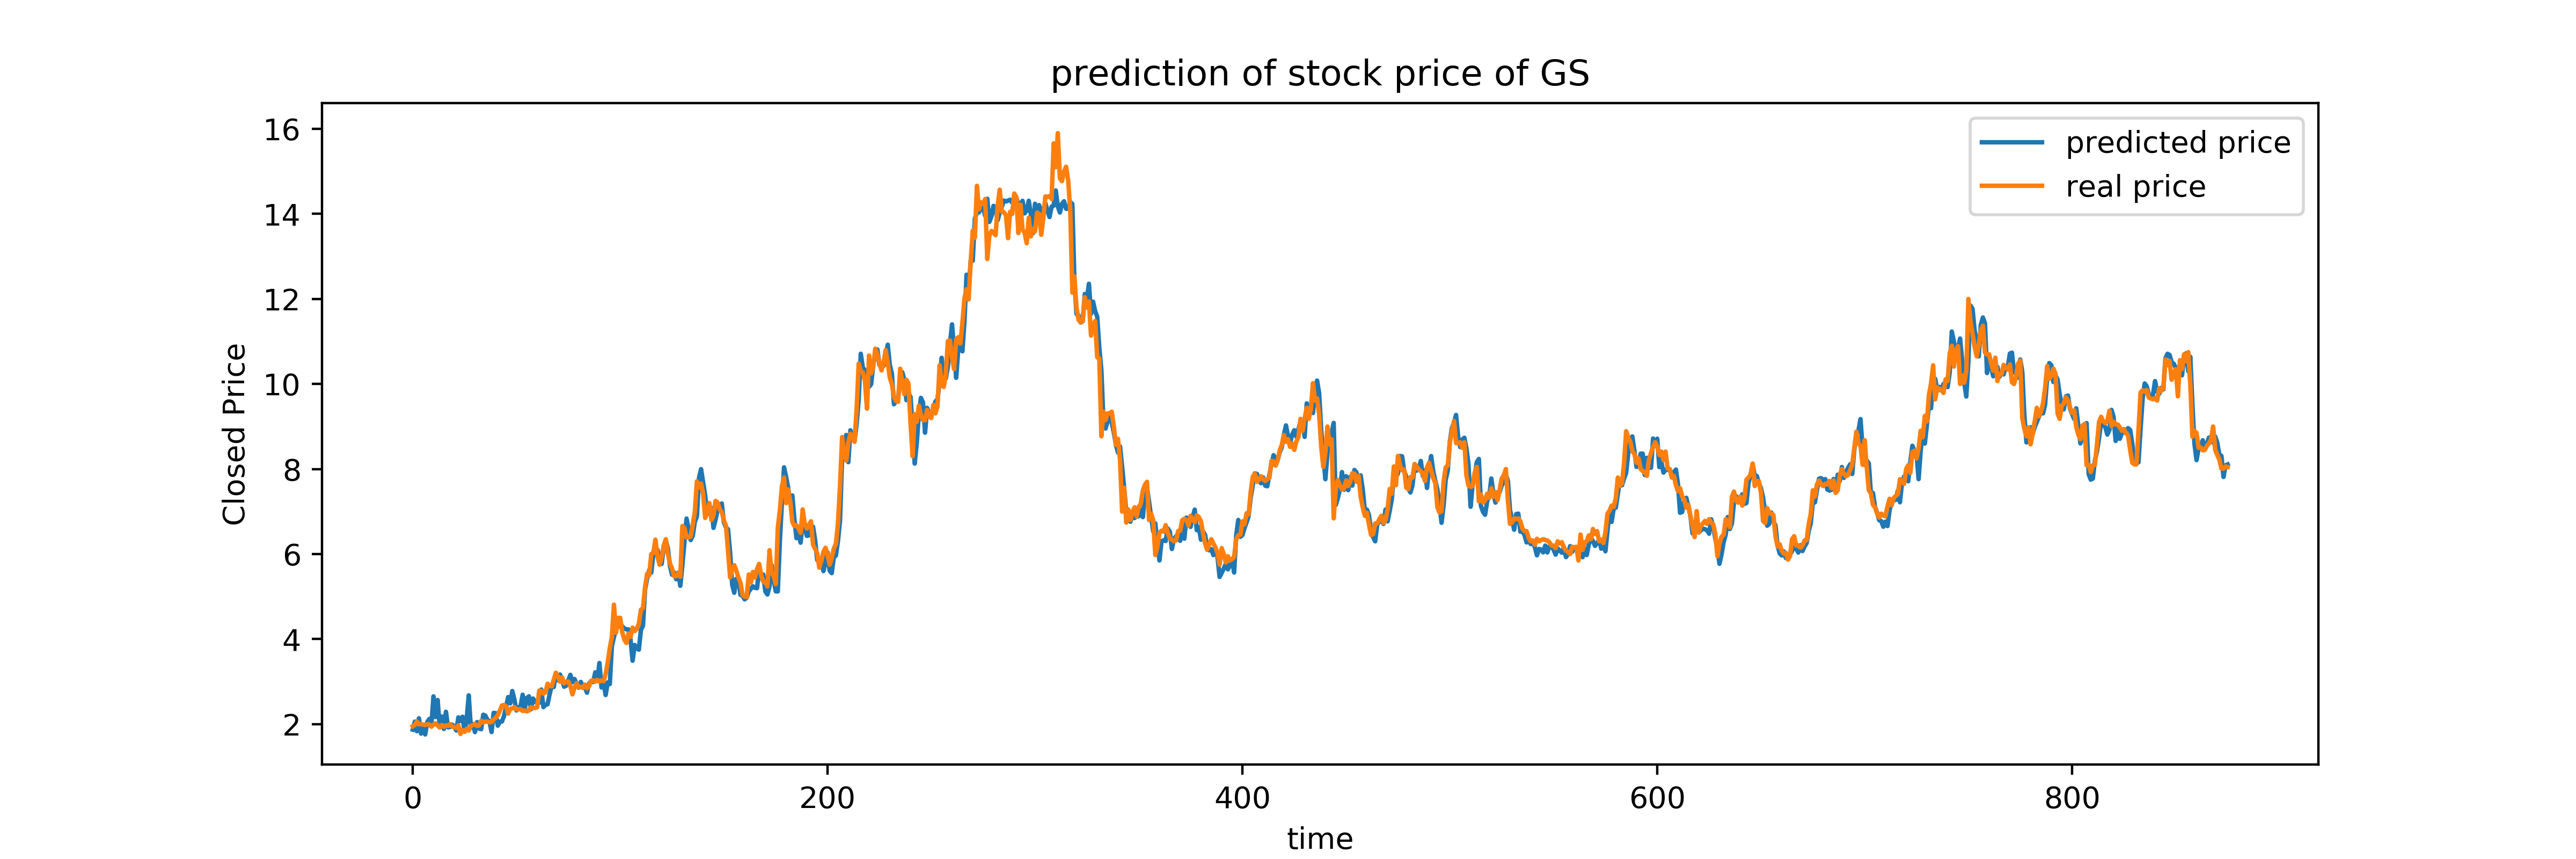 prediction of stock price of GS
predicted price
real price
Closed Price
16
14
12
10
8
6
4
2
0
200
400
600
800
time